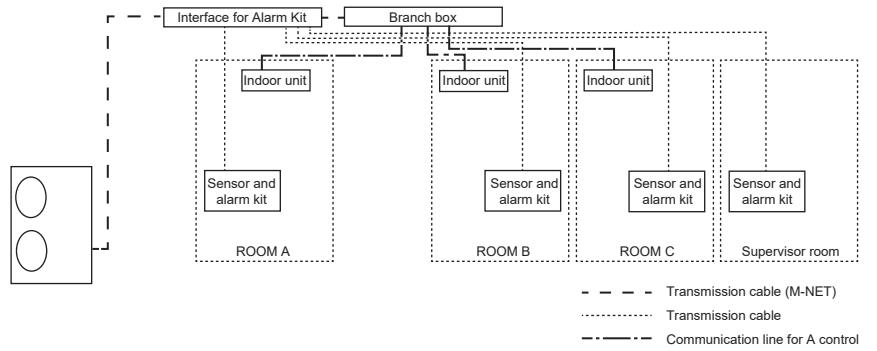 Interface for Alarm Kit
Branch box
Indoor unit
Indoor unit
Indoor unit
Sensor and
alarm kit
Sensor and
alarm kit
Sensor and
alarm kit
Sensor and
alarm kit
ROOM A
ROOM B
ROOM C
Supervisor room
Transmission cable (M-NET)
Transmission cable
Communication line for A control